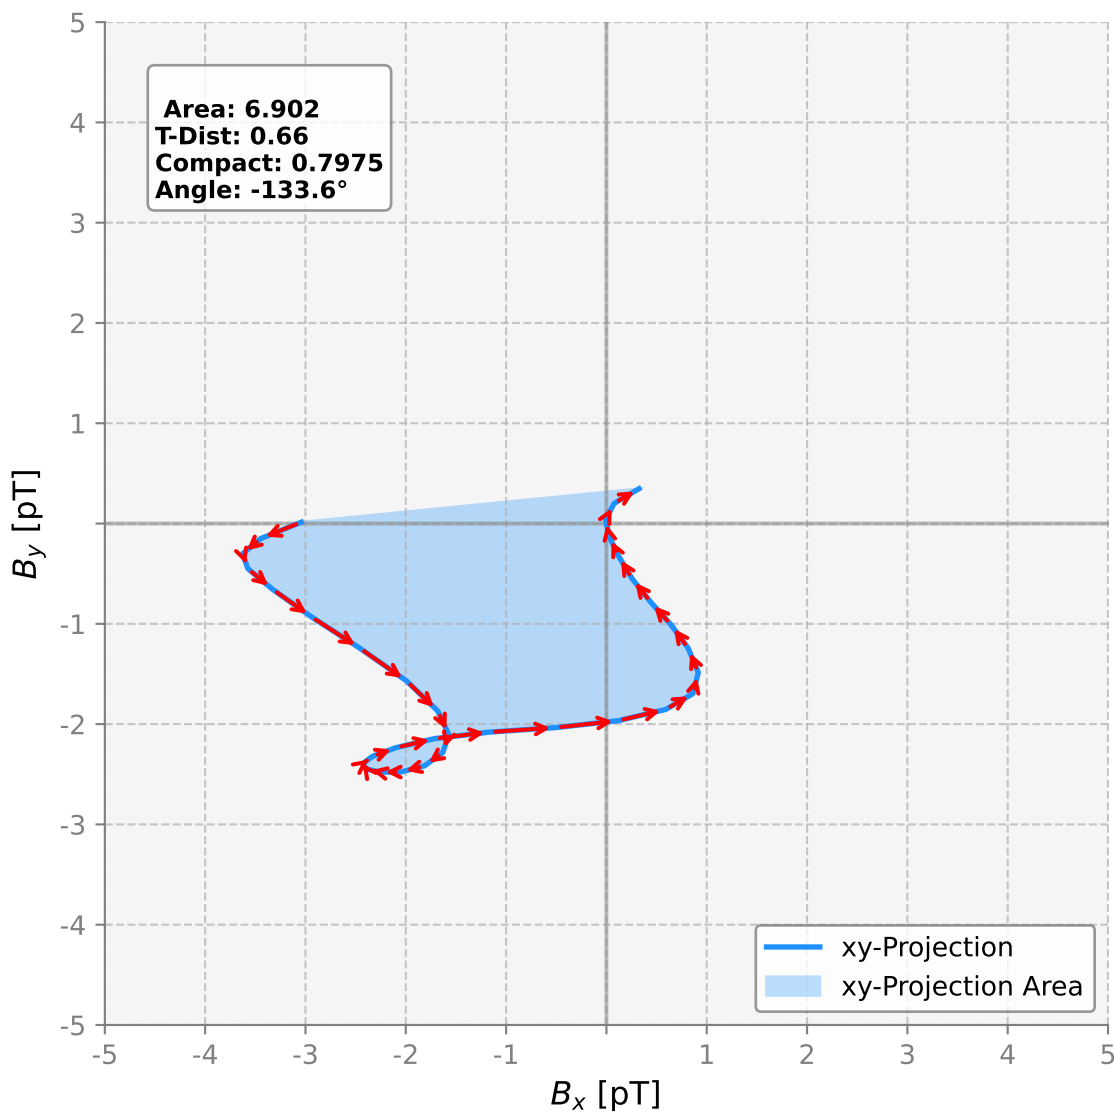 Area: 6.902
T-Dist: 0.66
Compact: 0.7975
Angle: -133.6°
5
4
3
2
1
-1
-2
-3
-4
-5
B_y [pT]
xy-Projection
xy-Projection Area
-5 -4 -3 -2 -1 1 2 3 4 5
B_x [pT]